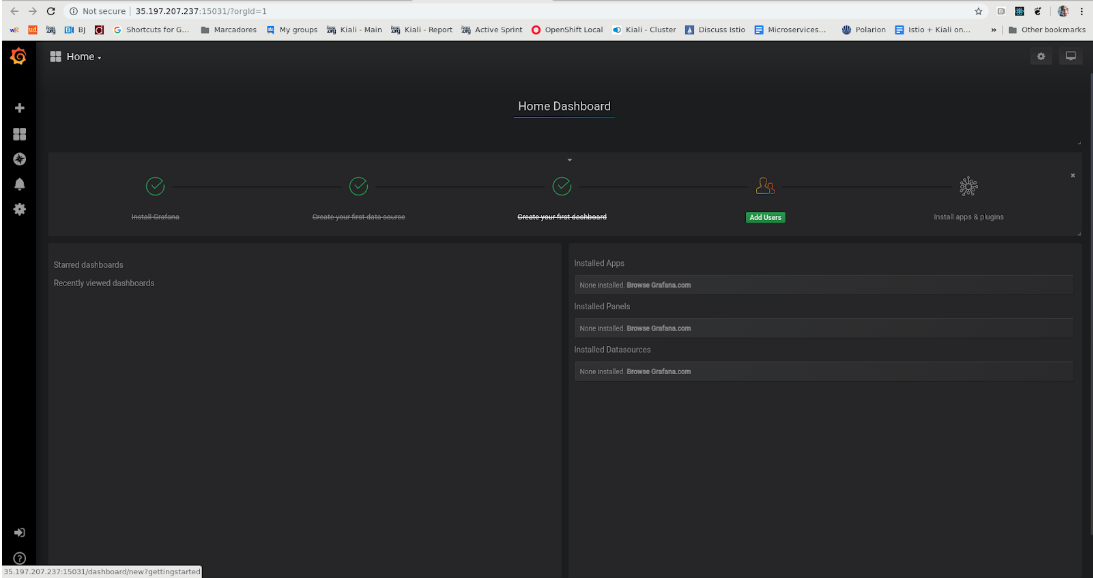 Not secure | 35.197.207.237:15031/?orgId=1
BJ Shortcuts for G... Marcadores My groups Kiali - Main Kiali - Report Active Sprint OpenShift Local Kiali - Cluster Discuss Istio Microservices... Polarion Istio + Kiali on... » Other bookmarks
Home
Home Dashboard
Install Grafana Create your first data source Create your first dashboard Add Users Install apps & plugins
Starred dashboards
Recently viewed dashboards
Installed Apps
None installed. Browse Grafana.com
Installed Panels
None installed. Browse Grafana.com
Installed Datasources
None installed. Browse Grafana.com
35.197.207.237:15031/dashboard/new?gettingstarted